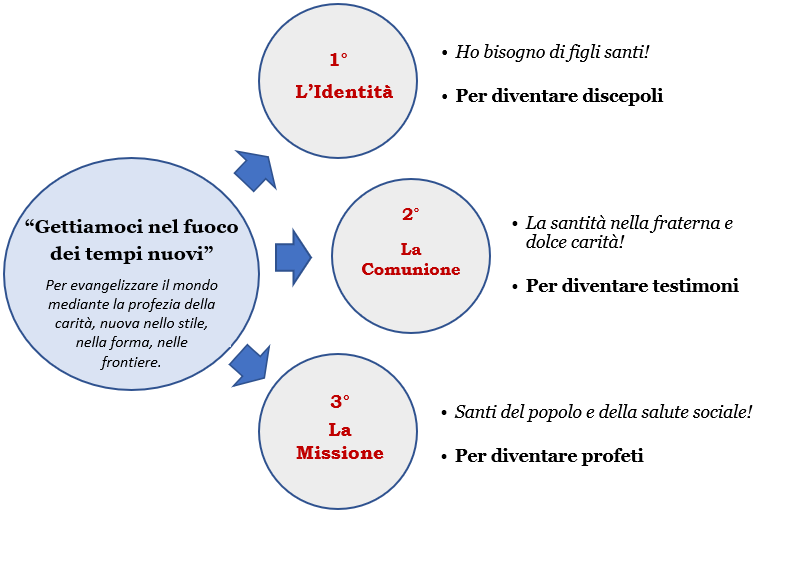 “Gettiamoci nel fuoco
dei tempi nuovi”
Per evangelizzare il mondo
mediante la profezia della
carità, nuova nello stile,
nella forma, nelle
frontiere.
1°
L’Identità
• Ho bisogno di figli santi!
• Per diventare discepoli
2°
La
Comunione
• La santità nella fraterna e
dolce carità!
• Per diventare testimoni
3°
La
Missione
• Santi del popolo e della salute sociale!
• Per diventare profeti